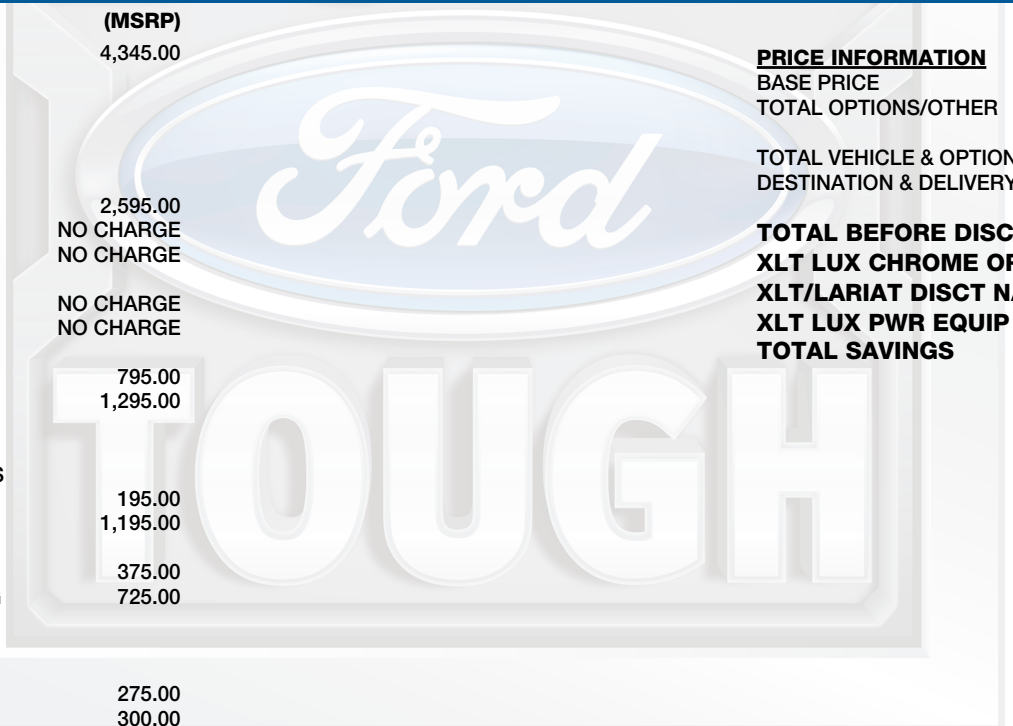 (MSRP)
4,345.00
2,595.00
NO CHARGE
NO CHARGE
NO CHARGE
NO CHARGE
795.00
1,295.00
S
195.00
1,195.00
375.00
725.00
275.00
300.00
Ford
TOUGH
PRICE INFORMATION
BASE PRICE
TOTAL OPTIONS/OTHER
TOTAL VEHICLE & OPTION
DESTINATION & DELIVERY
TOTAL BEFORE DISC
XLT LUX CHROME
XLT/LARIAT DISCT
XLT LUX PWR EQUIP
TOTAL SAVINGS